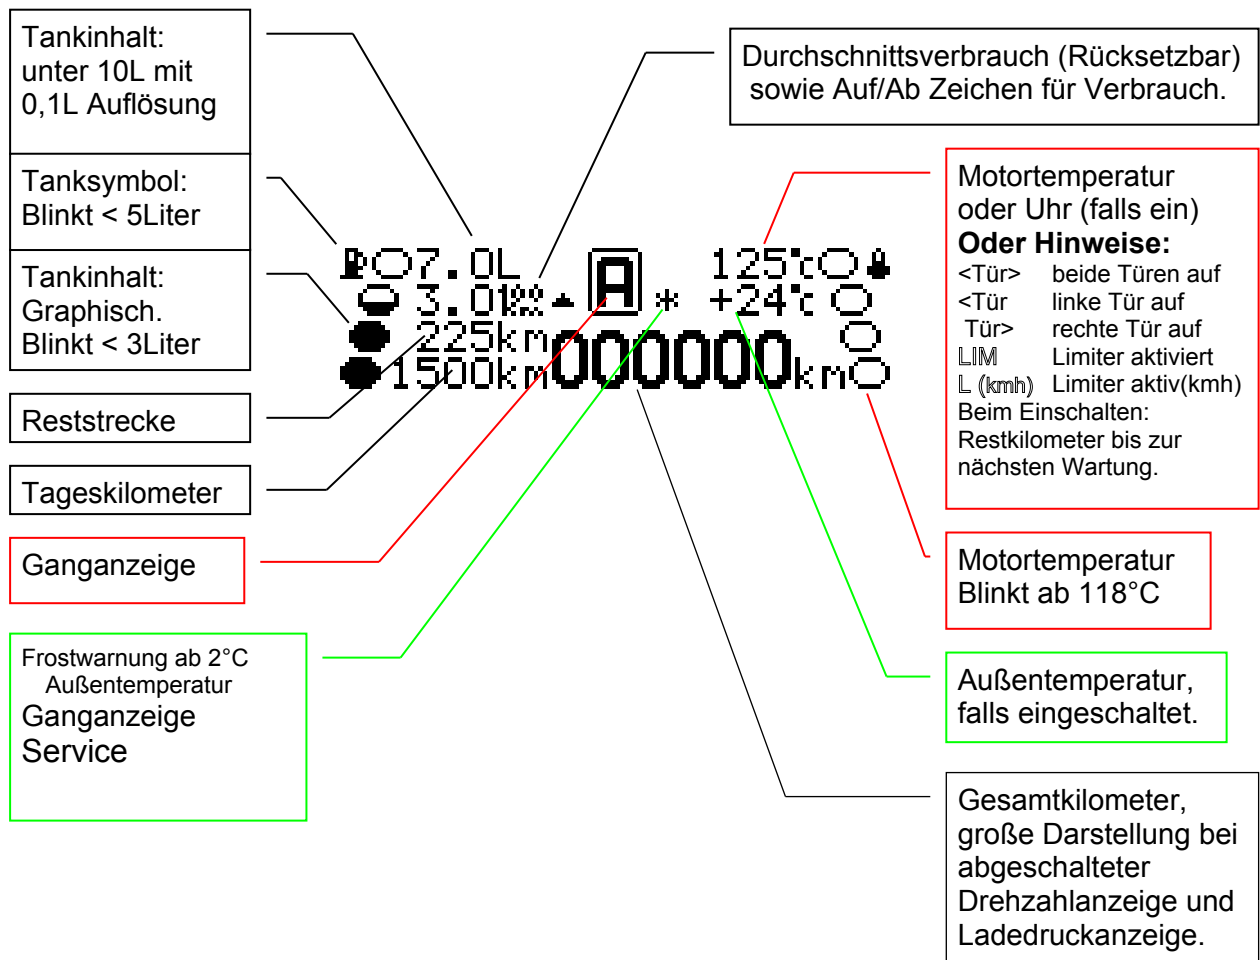 Tankinhalt:
unter 10L mit
0,1L Auflösung
Tanksymbol:
Blinkt < 5Liter
Tankinhalt:
Graphisch.
Blinkt < 3Liter
Reststrecke
Tageskilometer
Ganganzeige
Frostwarnung ab 2°C
Außentemperatur
Ganganzeige
Service
7.0L
3.0
225km
1500km
A
*
125°C
+24°C
000000km
Durchschnittsverbrauch (Rücksetzbar)
sowie Auf/Ab Zeichen für Verbrauch.
Motortemperatur
oder Uhr (falls ein)
Oder Hinweise:
<Tür> beide Türen auf
<Tür linke Tür auf
Tür> rechte Tür auf
LIM Limiter aktiviert
L (kmh) Limiter aktiv(kmh)
Beim Einschalten:
Restkilometer bis zur
nächsten Wartung.
Motortemperatur
Blinkt ab 118°C
Außentemperatur,
falls eingeschaltet.
Gesamtkilometer,
große Darstellung bei
abgeschalteter
Drehzahlanzeige und
Ladedruckanzeige.